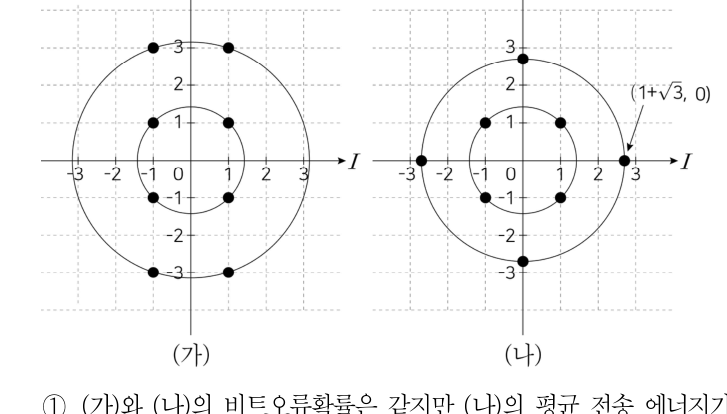 3 3
2 2
(1+√3, 0)
1 1
-3 -2 -1 0 1 2 3 I -3 -2 -1 0 1 2 3 I
-1 -1
-2 -2
-3 -3
(가) (나)
① (가)와 (나)의 비트오류확률은 같지만 (나)의 평균 전송 에너지가